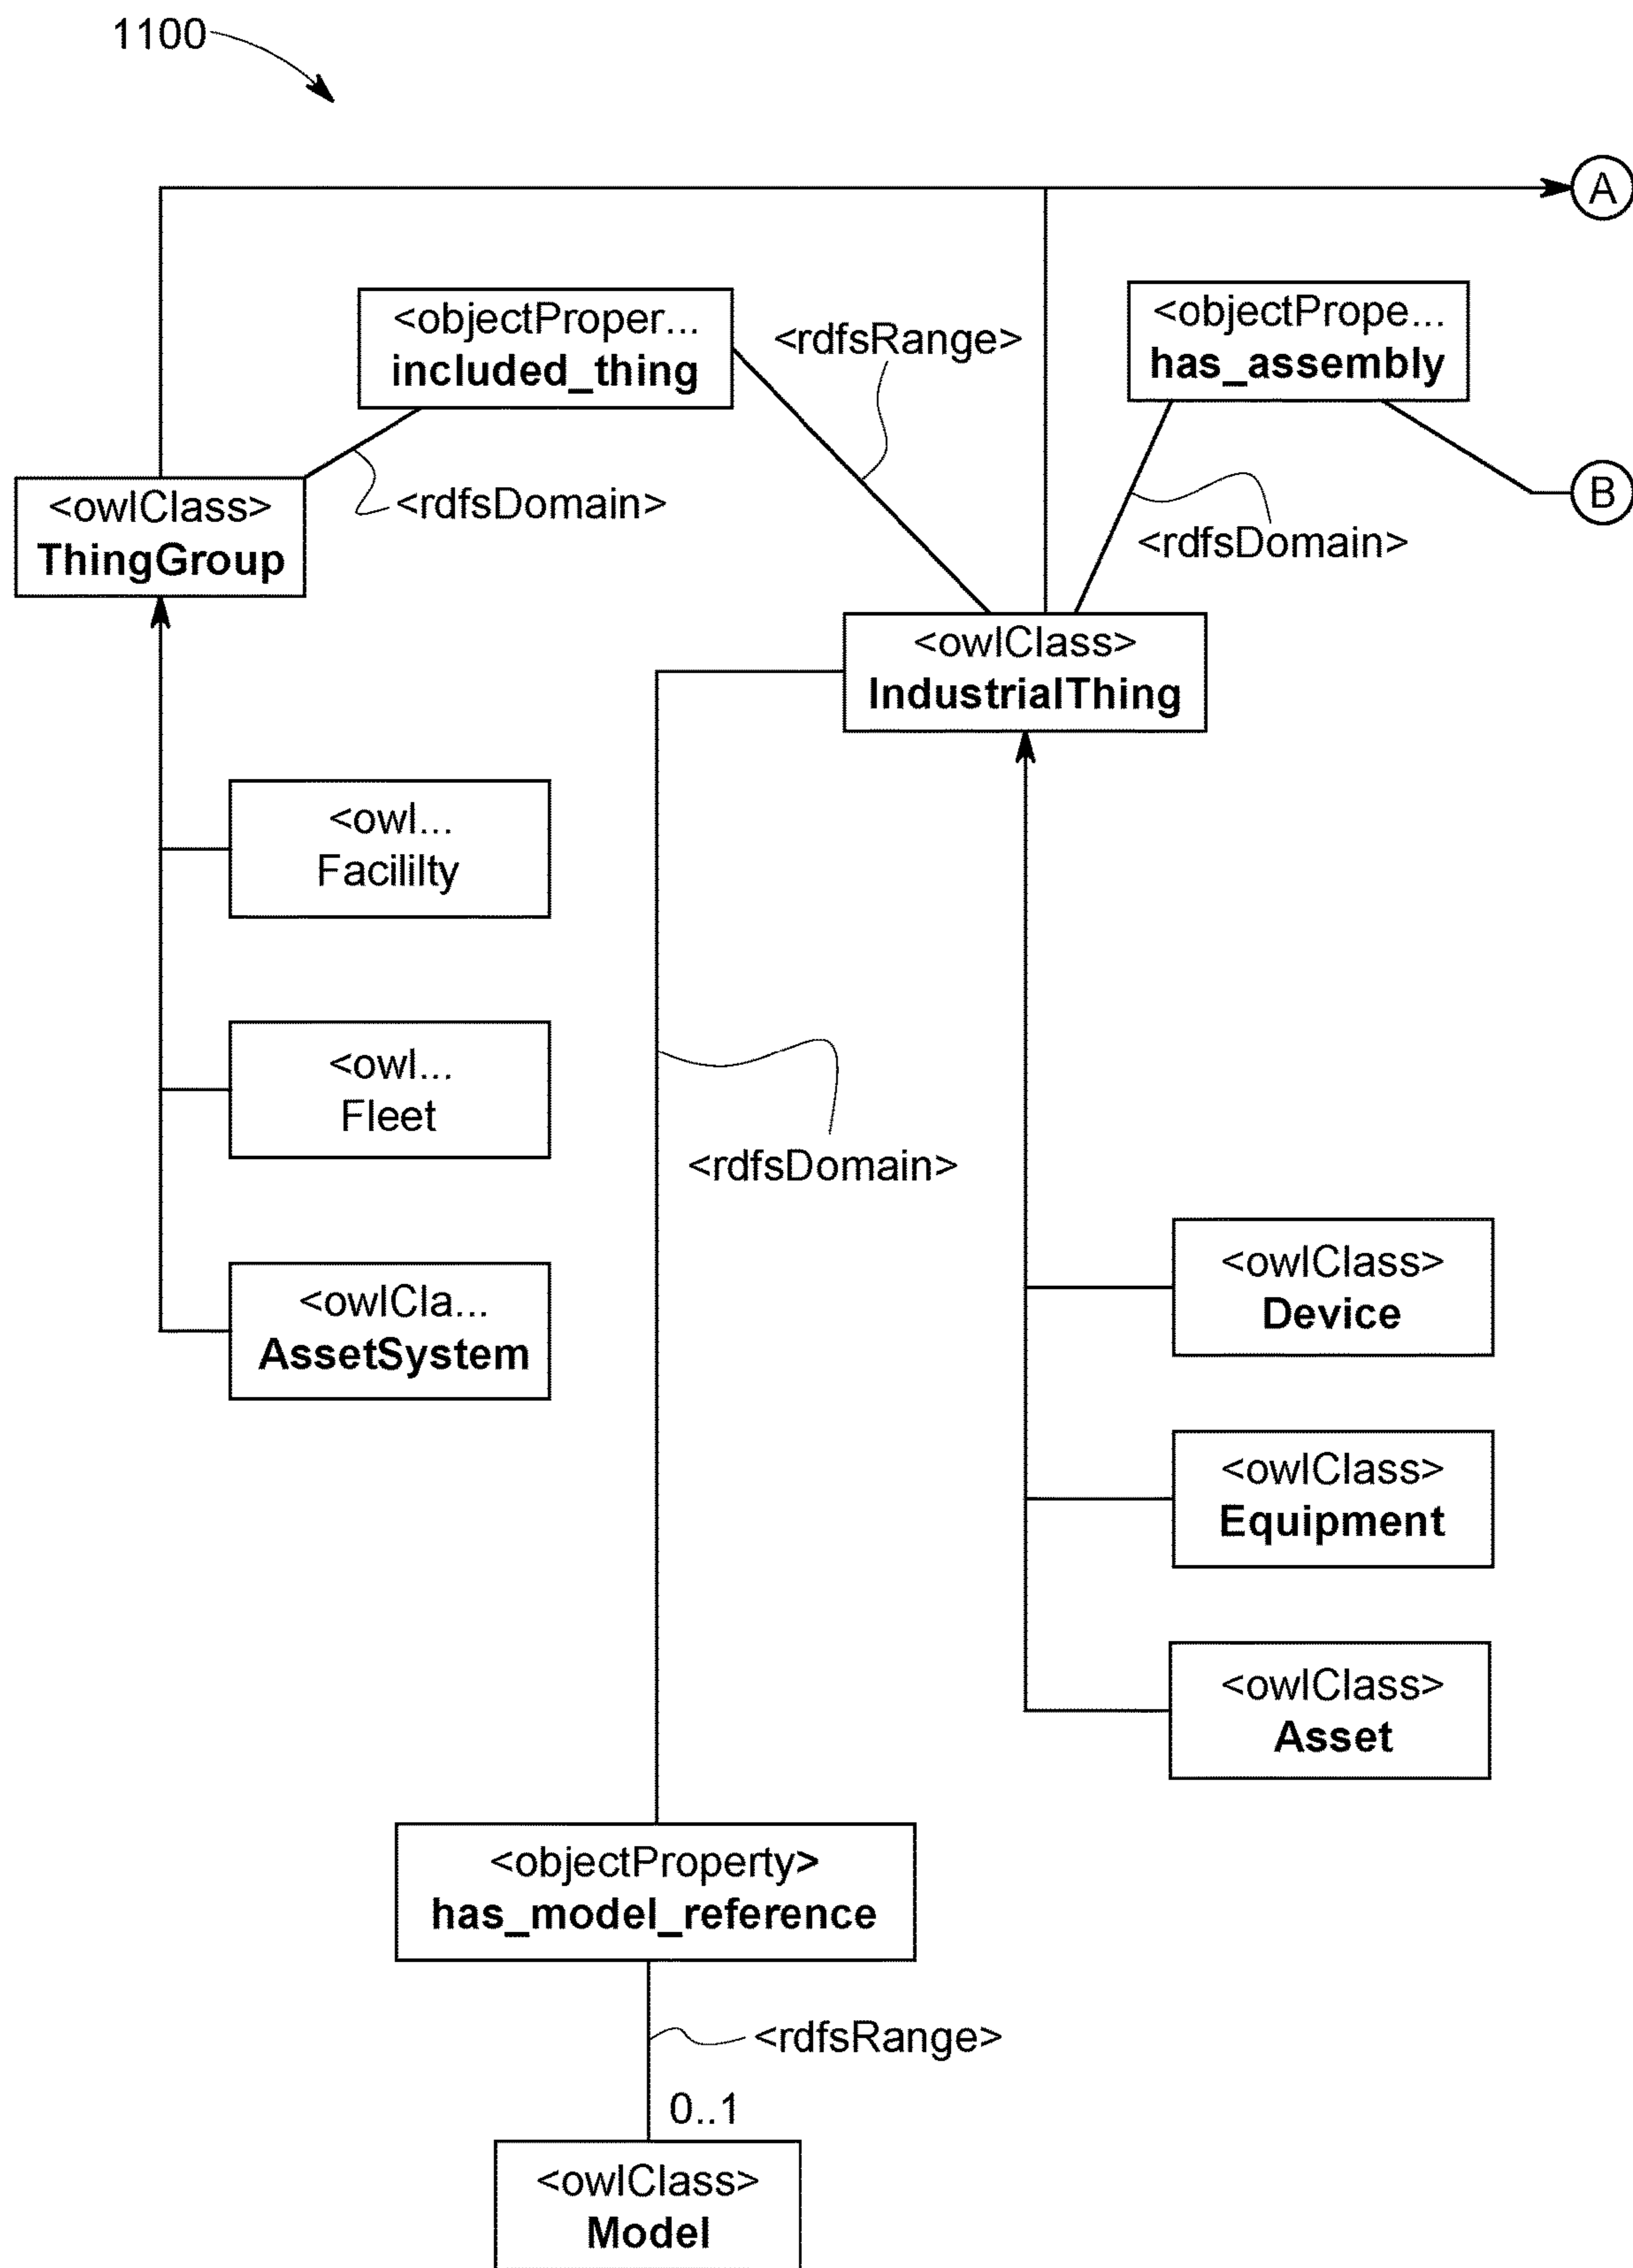 1100
A
<objectProper...
included_thing
<rdfsRange>
<objectPrope...
has_assembly
<owlClass>
ThingGroup
<rdfsDomain>
B
<rdfsDomain>
<owlClass>
IndustrialThing
<owl...
Facililty
<owl...
Fleet
<rdfsDomain>
<owlCla...
AssetSystem
<owlClass>
Device
<owlClass>
Equipment
<owlClass>
Asset
<objectProperty>
has_model_reference
<rdfsRange>
0..1
<owlClass>
Model